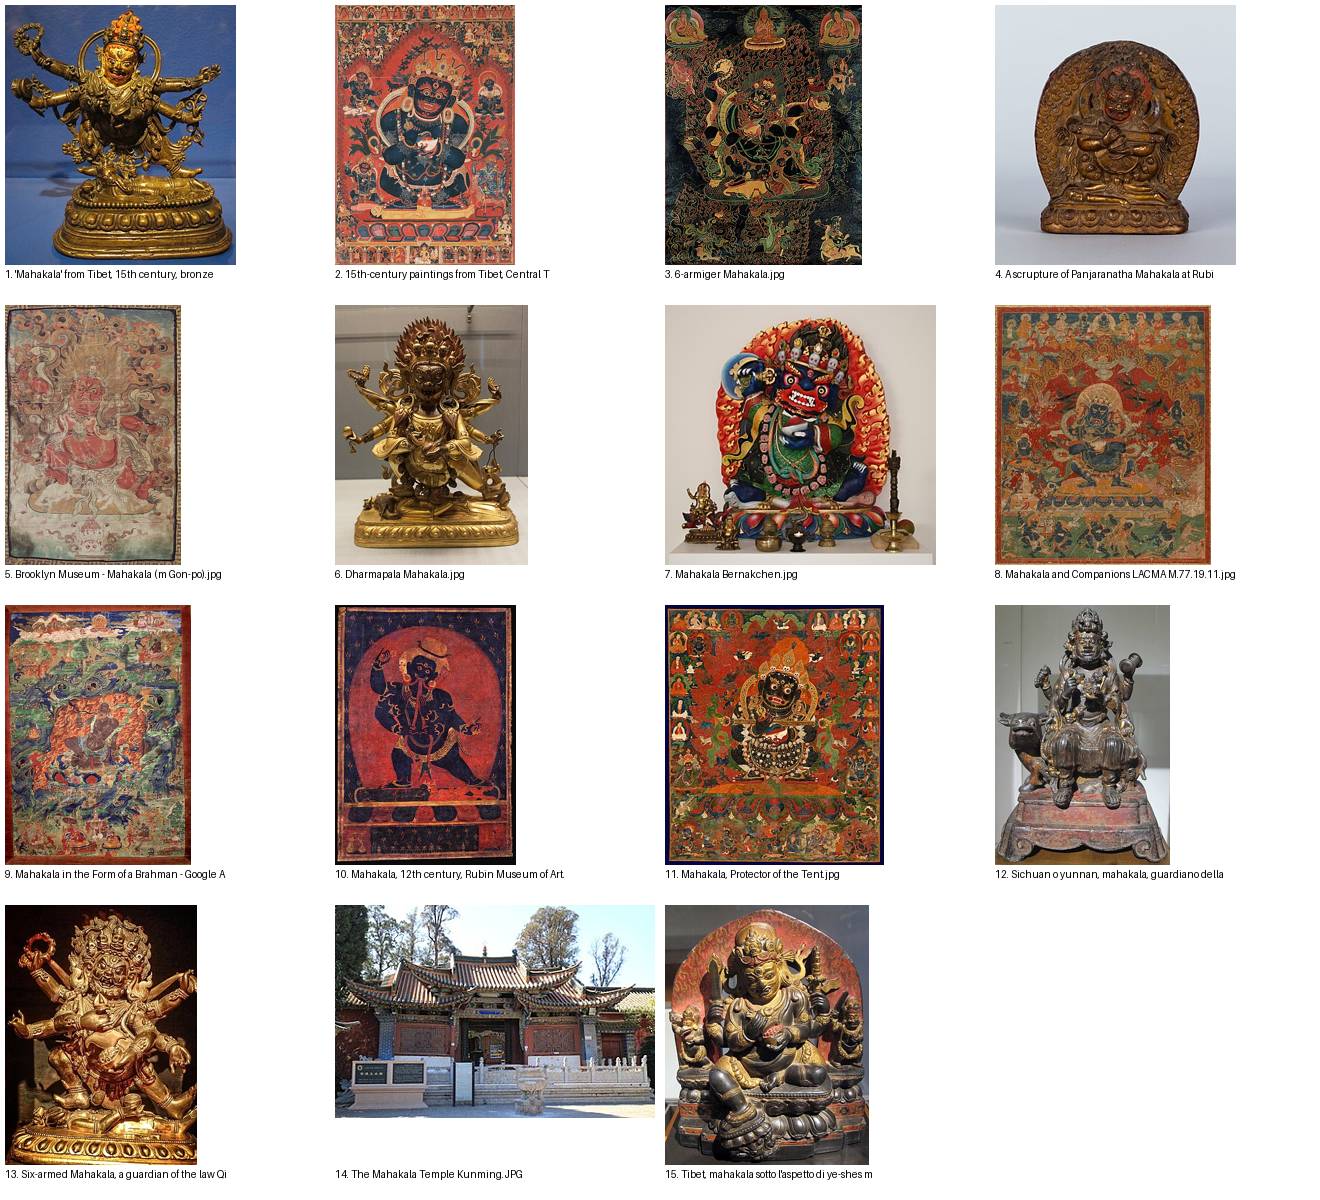 1. 'Mahakala' from Tibet, 15th century, bronze
2. 15th-century paintings from Tibet, Central T
3. 6-armiger Mahakala.jpg
4. A scrupture of Panjaranatha Mahakala at Rubi
5. Brooklyn Museum - Mahakala (m Gon-po).jpg
6. Dharmapala Mahakala.jpg
7. Mahakala Bernakchen.jpg
8. Mahakala and Companions LACMA M.77.19.11.jpg
9. Mahakala in the Form of a Brahman - Google A
10. Mahakala, 12th century, Rubin Museum of Art.
11. Mahakala, Protector of the Tent.jpg
12. Sichuan o yunnan, mahakala, guardiano della
13. Six-armed Mahakala, a guardian of the law Qi
14. The Mahakala Temple Kunming.JPG
15. Tibet, mahakala sotto l'aspetto di ye-shes m